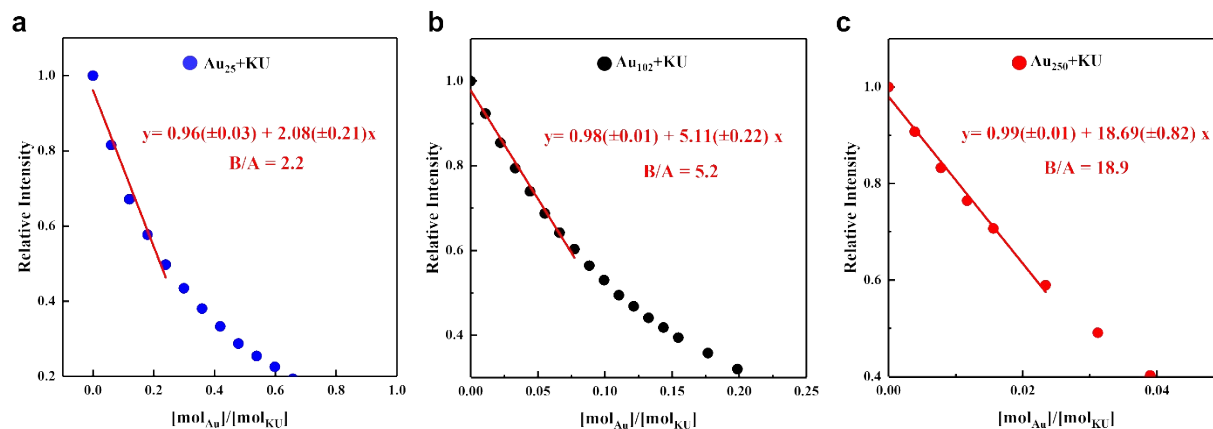 a
Au25+KU
y= 0.96(±0.03) + 2.08(±0.21)x
B/A = 2.2
Relative Intensity
1.0
0.8
0.6
0.4
0.2
0.0 0.2 0.4 0.6 0.8 1.0
[molAu]/[molKU]
b
Au102+KU
y= 0.98(±0.01) + 5.11(±0.22) x
B/A = 5.2
Relative Intensity
1.0
0.8
0.6
0.4
0.00 0.05 0.10 0.15 0.20 0.25
[molAu]/[molKU]
c
Au250+KU
y= 0.99(±0.01) + 18.69(±0.82) x
B/A = 18.9
Relative Intensity
1.0
0.8
0.6
0.4
0.00 0.02 0.04
[molAu]/[molKU]